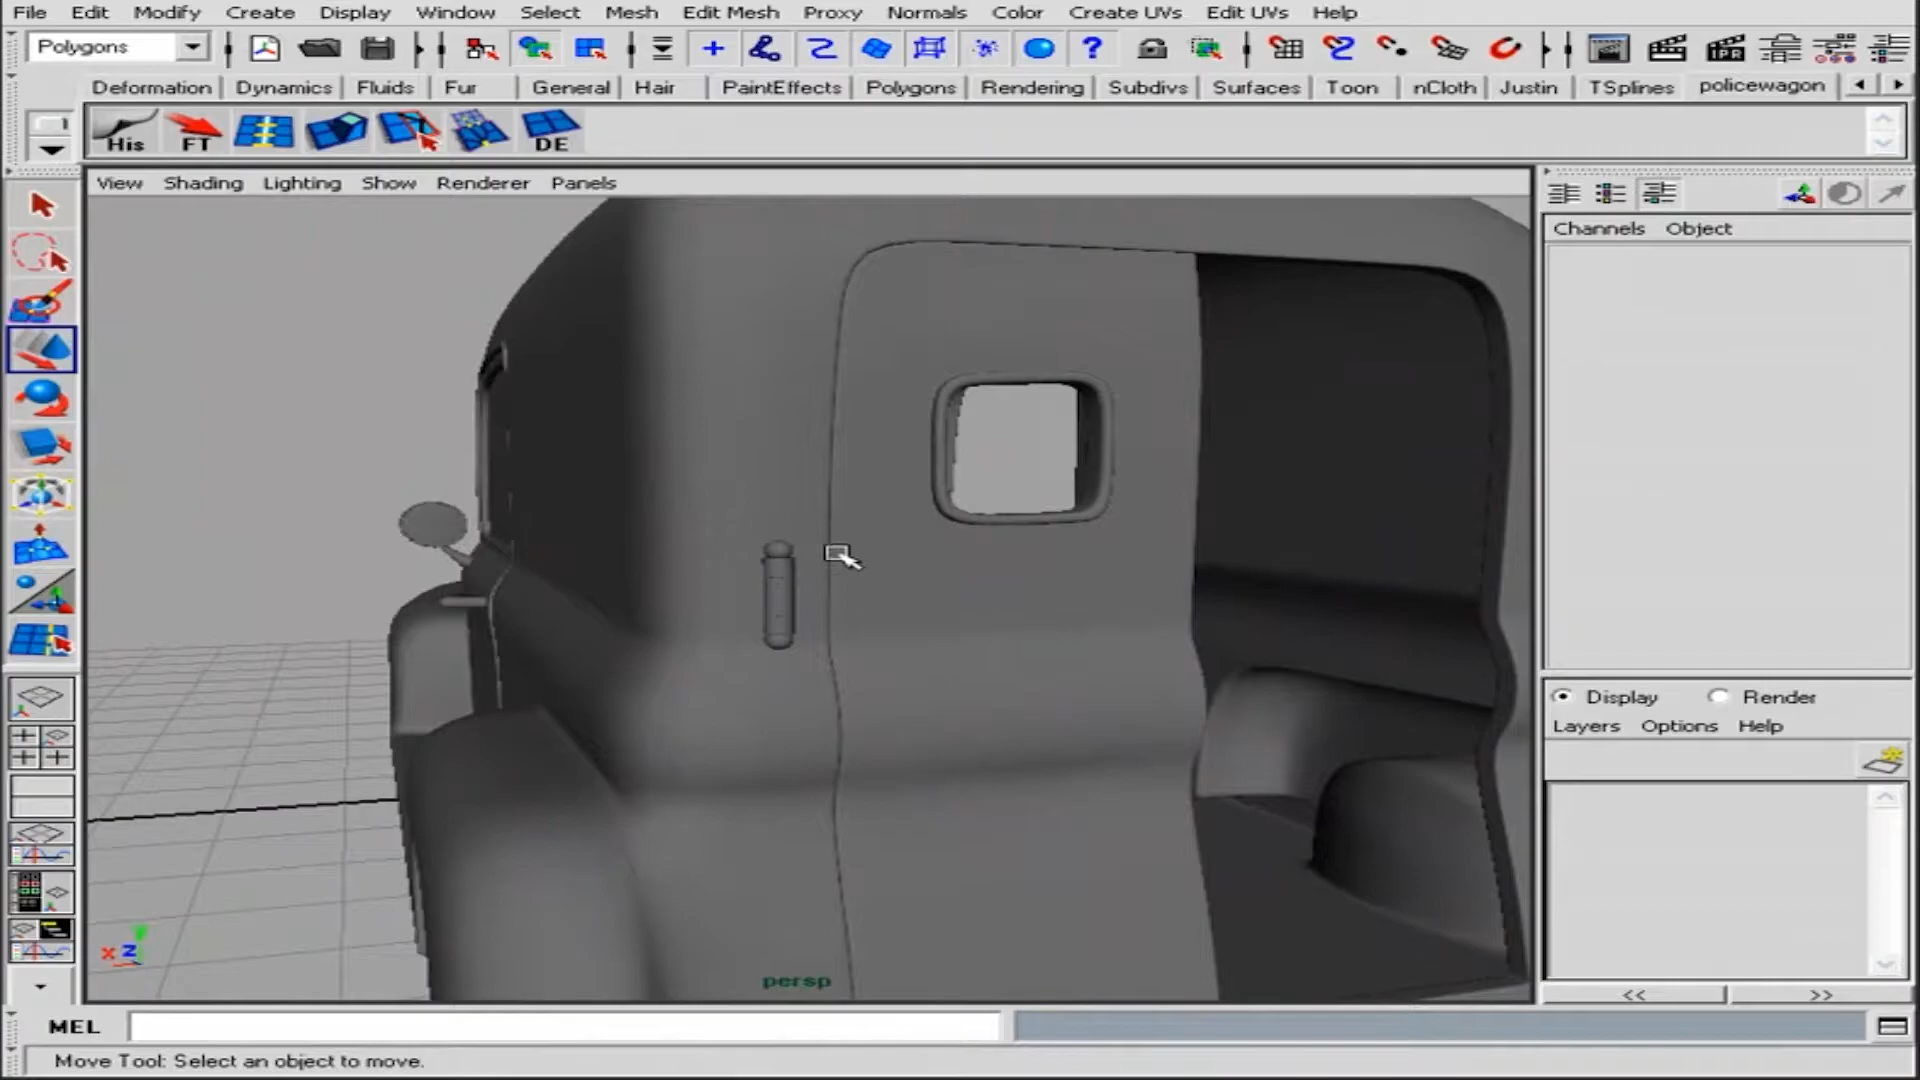 File Edit Modify Create Display Window Select Mesh Edit Mesh Proxy Normals Color Create UVs Edit UVs Help
Polygons
IPR
Deformation Dynamics Fluids Fur General Hair PaintEffects Polygons Rendering Subdivs Surfaces Toon nCloth Justin TSplines policewagon
His FT DE
View Shading Lighting Show Renderer Panels
Channels Object
Display Render
Layers Options Help
x z y
persp
<< >>
MEL
Move Tool: Select an object to move.